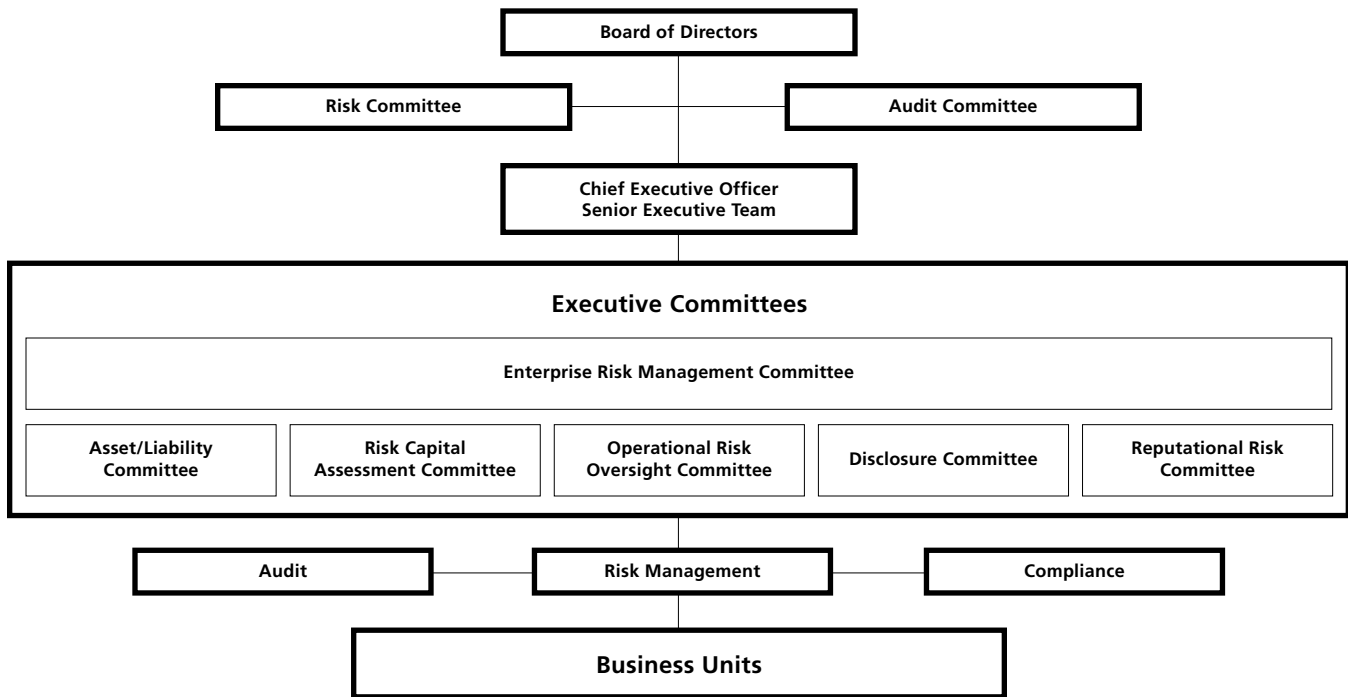 Board of Directors
Risk Committee
Audit Committee
Chief Executive Officer
Senior Executive Team
Executive Committees
Enterprise Risk Management Committee
Asset/Liability
Committee
Risk Capital
Assessment Committee
Operational Risk
Oversight Committee
Disclosure Committee
Reputational Risk
Committee
Audit
Risk Management
Compliance
Business Units